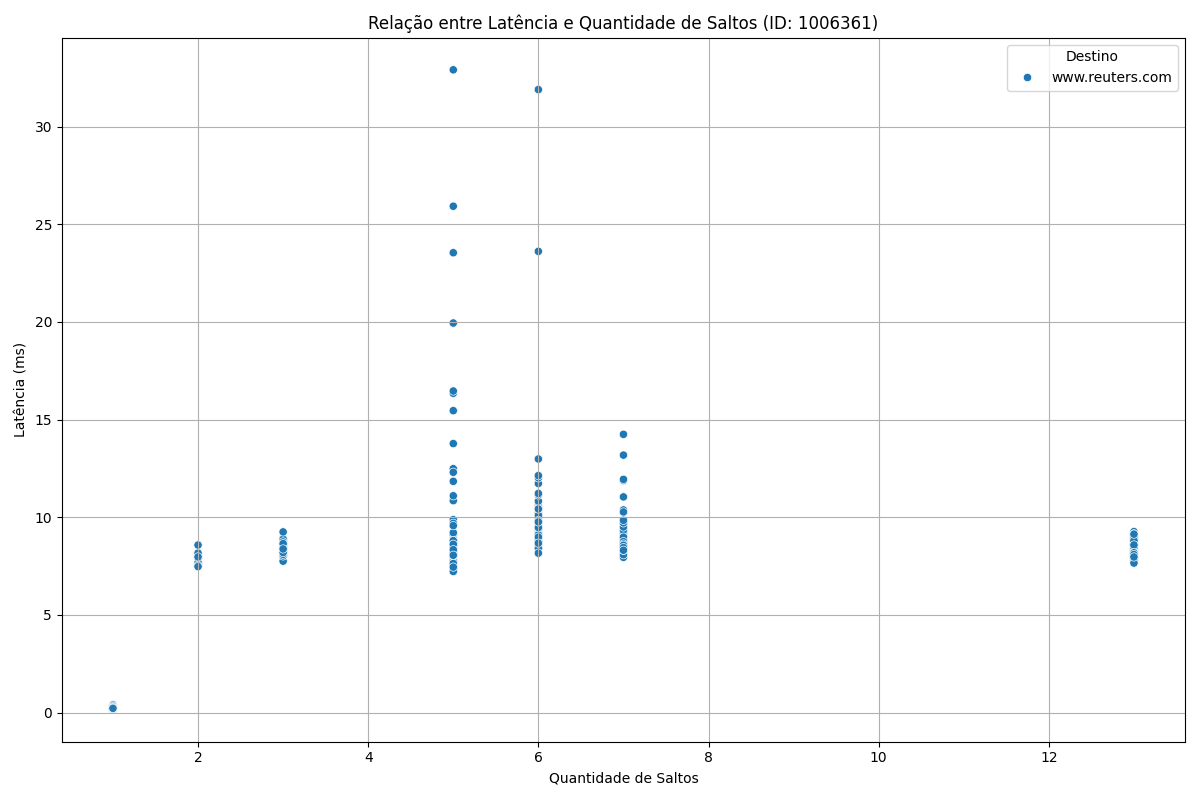 Relação entre Latência e Quantidade de Saltos (ID: 1006361)
Destino
www.reuters.com
Latência (ms)
30
25
20
15
10
5
0
2 4 6 8 10 12
Quantidade de Saltos